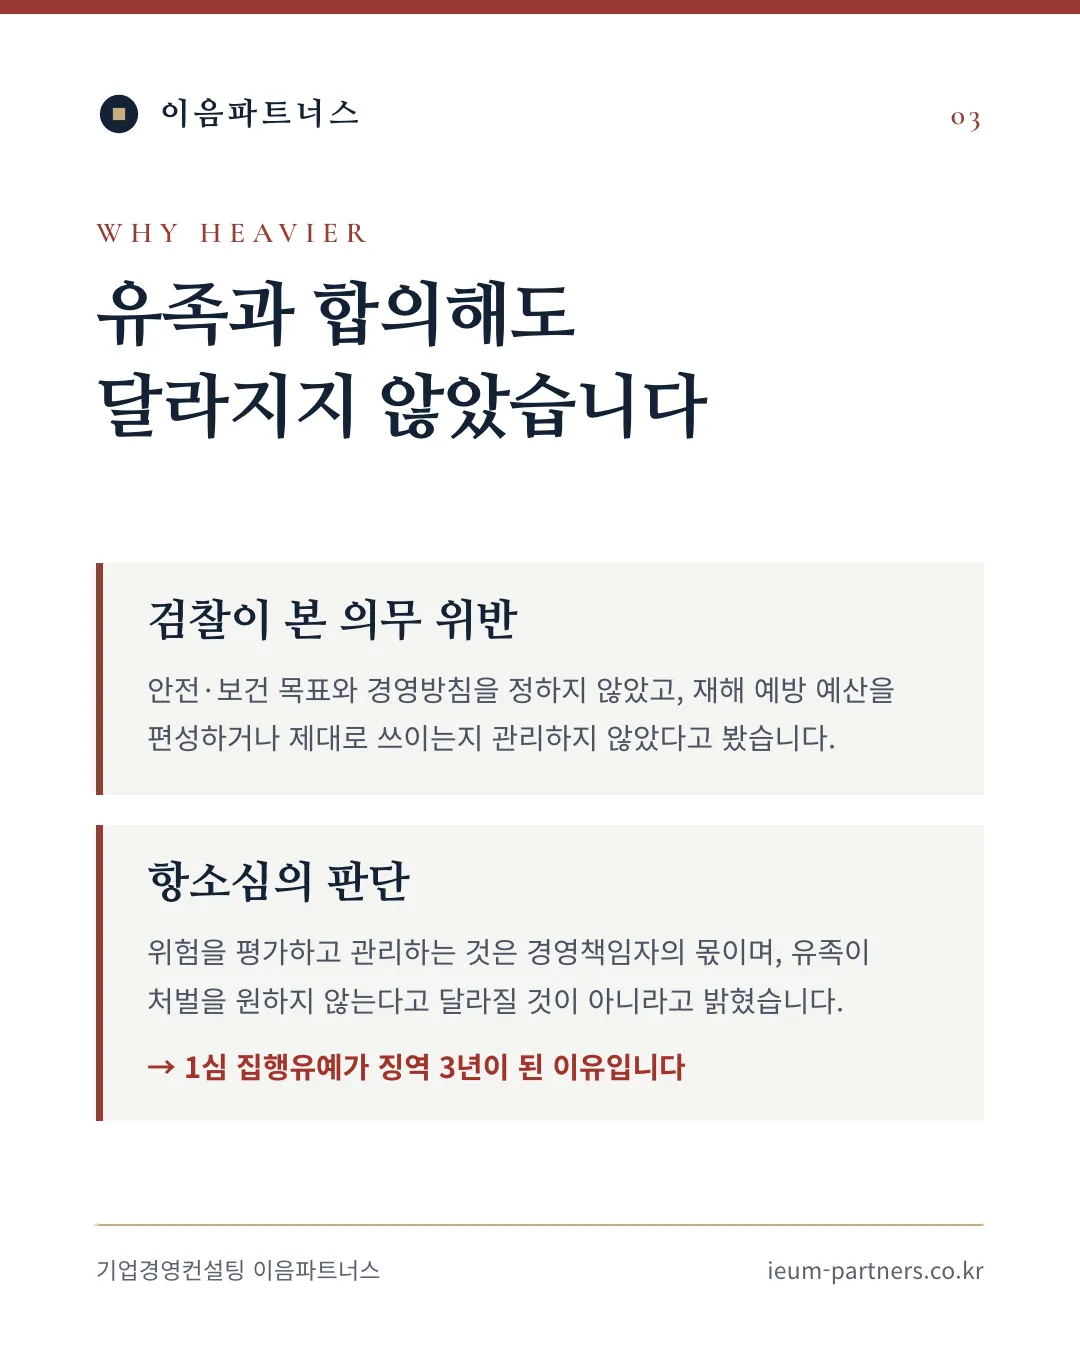 이음파트너스
03
WHY HEAVIER
유족과 합의해도
달라지지 않았습니다
검찰이 본 의무 위반
안전·보건 목표와 경영방침을 정하지 않았고, 재해 예방 예산을
편성하거나 제대로 쓰이는지 관리하지 않았다고 봤습니다.
항소심의 판단
위험을 평가하고 관리하는 것은 경영책임자의 몫이며, 유족이
처벌을 원하지 않는다고 달라질 것이 아니라고 밝혔습니다.
→ 1심 집행유예가 징역 3년이 된 이유입니다
기업경영컨설팅 이음파트너스
ieum-partners.co.kr